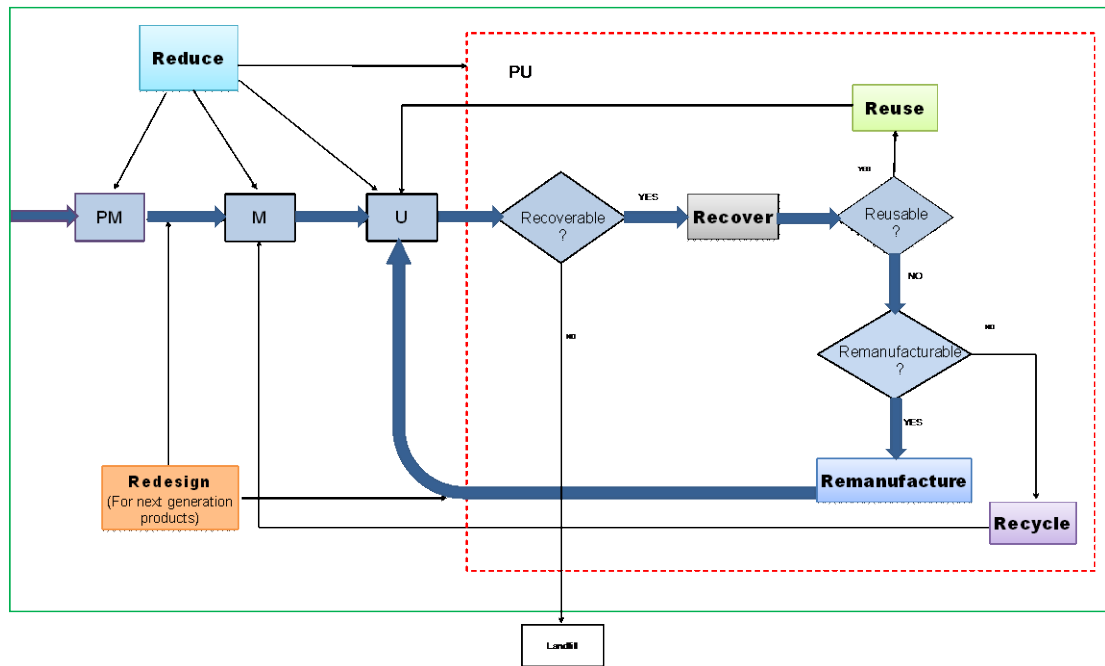 Reduce
PU
Reuse
YES
PM
M
U
Recoverable
?
YES
Recover
Reusable
?
NO
NO
Remanufacturable
?
NO
YES
Redesign
(For next generation
products)
Remanufacture
Recycle
Landfill